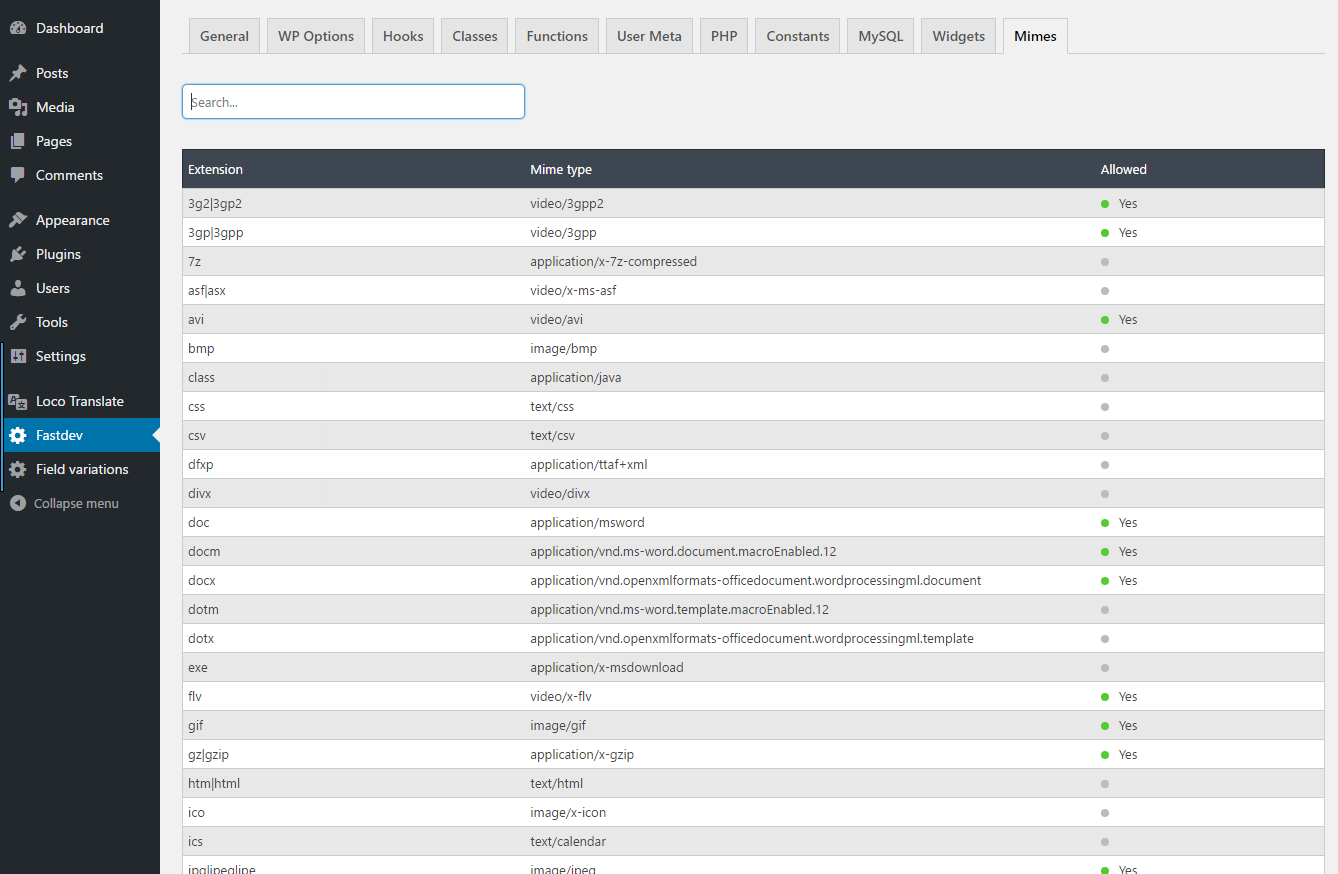 Dashboard
Posts
Media
Pages
Comments
Appearance
Plugins
Users
Tools
Settings
Loco Translate
Fastdev
Field variations
Collapse menu
General WP Options Hooks Classes Functions User Meta PHP Constants MySQL Widgets Mimes
Search...
Extension Mime type Allowed
3g2|3gp2 video/3gpp2 Yes
3gp|3gpp video/3gpp Yes
7z application/x-7z-compressed
asf|asx video/x-ms-asf
avi video/avi Yes
bmp image/bmp
class application/java
css text/css
csv text/csv
dfxp application/ttaf+xml
divx video/divx
doc application/msword Yes
docm application/vnd.ms-word.document.macroEnabled.12 Yes
docx application/vnd.openxmlformats-officedocument.wordprocessingml.document Yes
dotm application/vnd.ms-word.template.macroEnabled.12
dotx application/vnd.openxmlformats-officedocument.wordprocessingml.template
exe application/x-msdownload
flv video/x-flv Yes
gif image/gif Yes
gz|gzip application/x-gzip Yes
htm|html text/html
ico image/x-icon
ics text/calendar
jpg|jpeg|jpe image/jpeg Yes